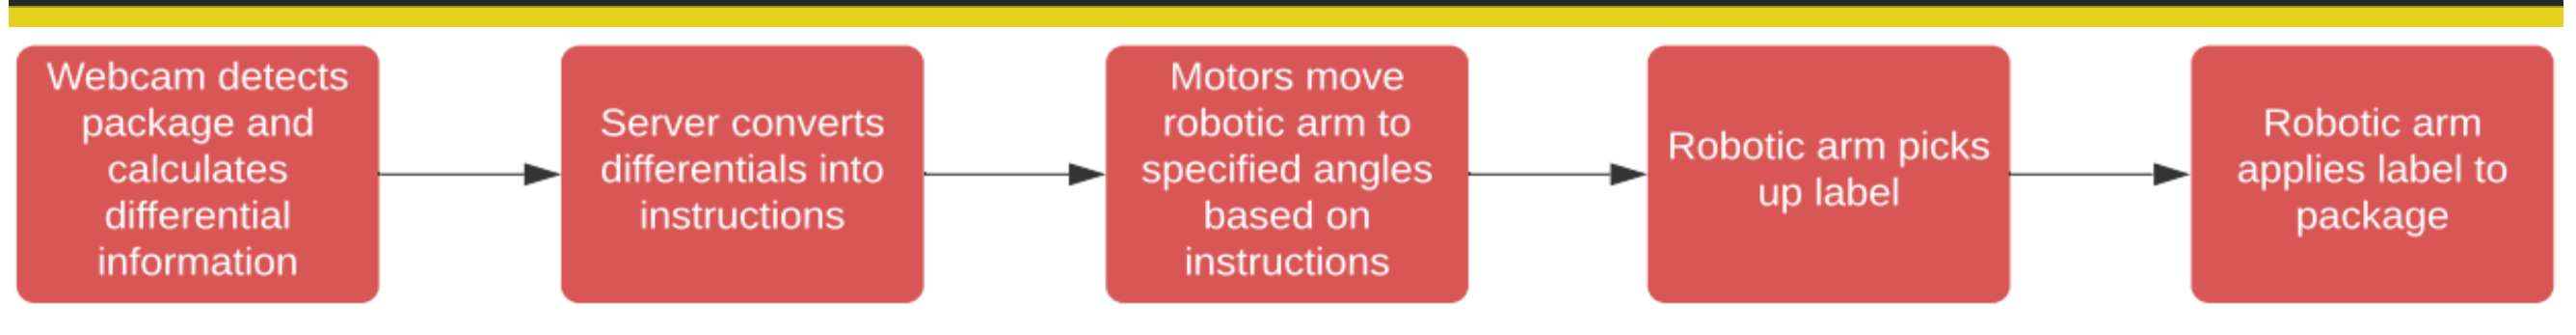 Webcam detects
package and
calculates
differential
information
Server converts
differentials into
instructions
Motors move
robotic arm to
specified angles
based on
instructions
Robotic arm picks
up label
Robotic arm
applies label to
package